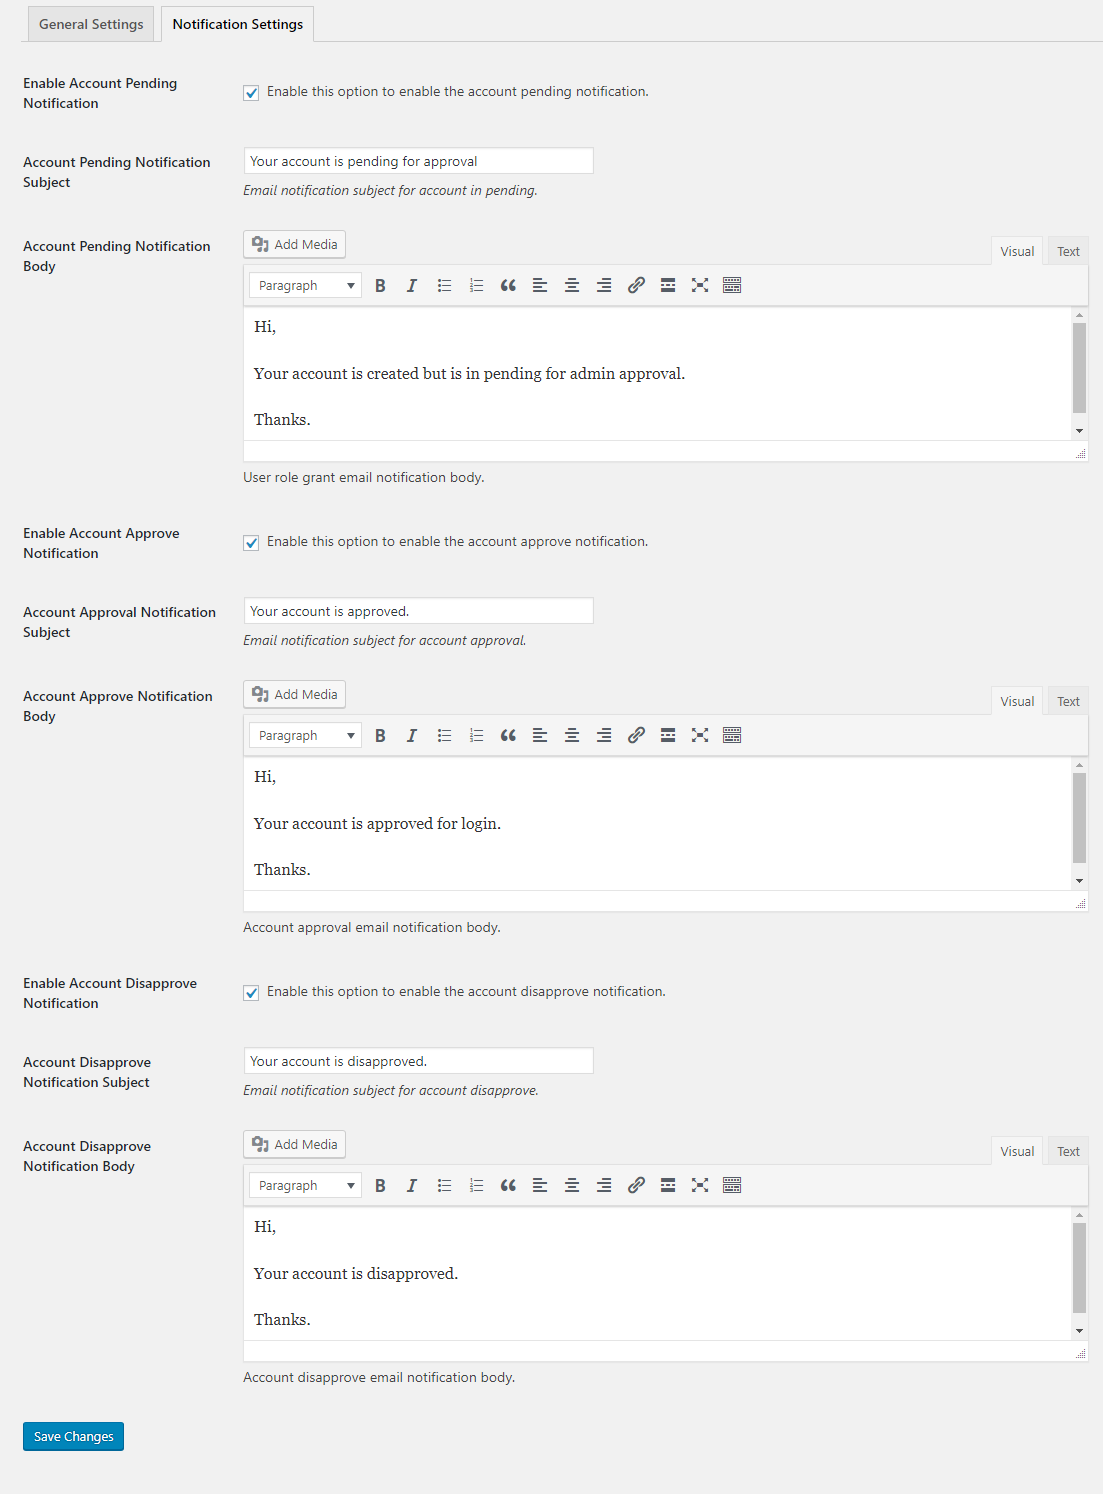 General Settings
Notification Settings
Enable Account Pending
Notification
Enable this option to enable the account pending notification.
Account Pending Notification
Subject
Your account is pending for approval
Email notification subject for account in pending.
Account Pending Notification
Body
Add Media
Visual
Text
Paragraph
Hi,
Your account is created but is in pending for admin approval.
Thanks.
User role grant email notification body.
Enable Account Approve
Notification
Enable this option to enable the account approve notification.
Account Approval Notification
Subject
Your account is approved.
Email notification subject for account approval.
Account Approve Notification
Body
Add Media
Visual
Text
Paragraph
Hi,
Your account is approved for login.
Thanks.
Account approval email notification body.
Enable Account Disapprove
Notification
Enable this option to enable the account disapprove notification.
Account Disapprove
Notification Subject
Your account is disapproved.
Email notification subject for account disapprove.
Account Disapprove
Notification Body
Add Media
Visual
Text
Paragraph
Hi,
Your account is disapproved.
Thanks.
Account disapprove email notification body.
Save Changes